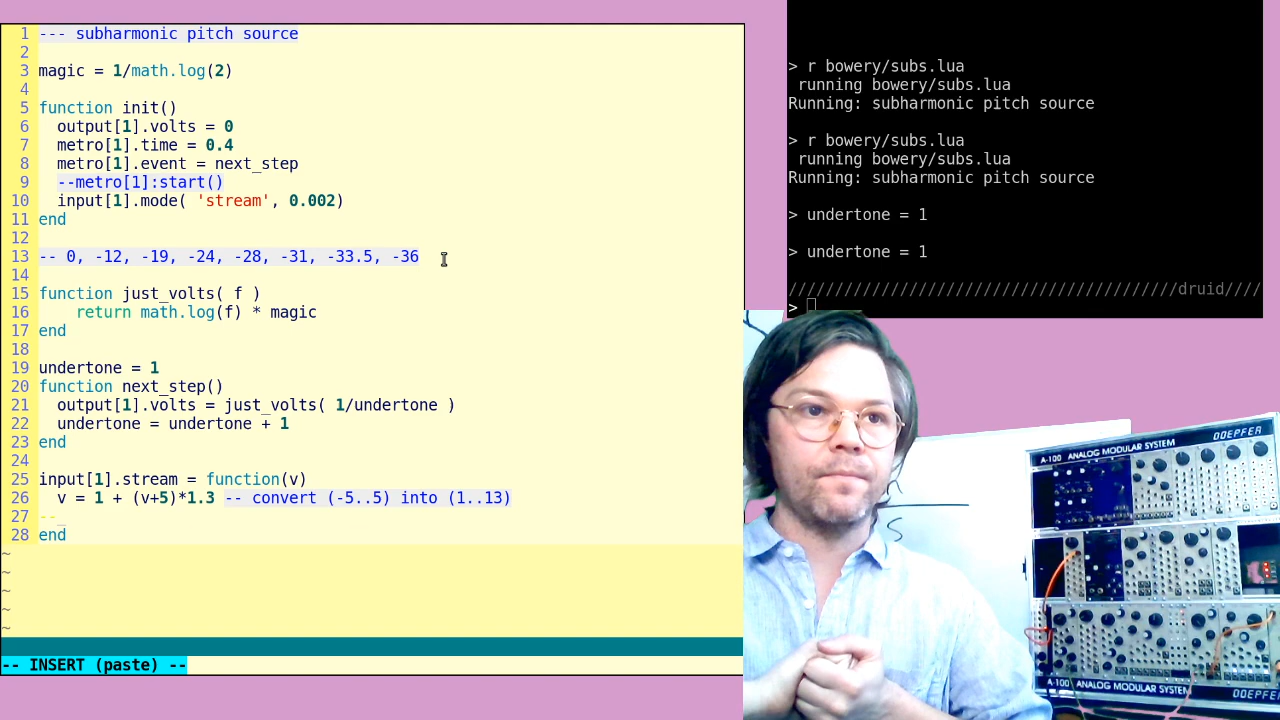 1 --- subharmonic pitch source
2
3 magic = 1/math.log(2)
4
5 function init()
6   output[1].volts = 0
7   metro[1].time = 0.4
8   metro[1].event = next_step
9   --metro[1]:start()
10   input[1].mode( 'stream', 0.002)
11 end
12
13 -- 0, -12, -19, -24, -28, -31, -33.5, -36
14
15 function just_volts( f )
16     return math.log(f) * magic
17 end
18
19 undertone = 1
20 function next_step()
21   output[1].volts = just_volts( 1/undertone )
22   undertone = undertone + 1
23 end
24
25 input[1].stream = function(v)
26   v = 1 + (v+5)*1.3 -- convert (-5..5) into (1..13)
27 --_
28 end
~
~
~
~
~
-- INSERT (paste) --
> r bowery/subs.lua
 running bowery/subs.lua
Running: subharmonic pitch source
> r bowery/subs.lua
 running bowery/subs.lua
Running: subharmonic pitch source
> undertone = 1
> undertone = 1
//////////////////////////////////////////druid////
>
A-100 ANALOG MODULAR SYSTEM DOEPFER
A-100 ANALOG MODULAR SYSTEM DOEPFER